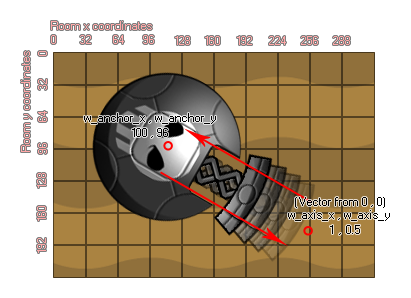 Room x coordinates
0 32 64 96 128 160 192 224 256 288
Room y coordinates
0
32
64
96
128
160
192
w_anchor_x , w_anchor_y
100 , 96
(Vector from 0 , 0)
w_axis_x , w_axis_y
1 , 0.5